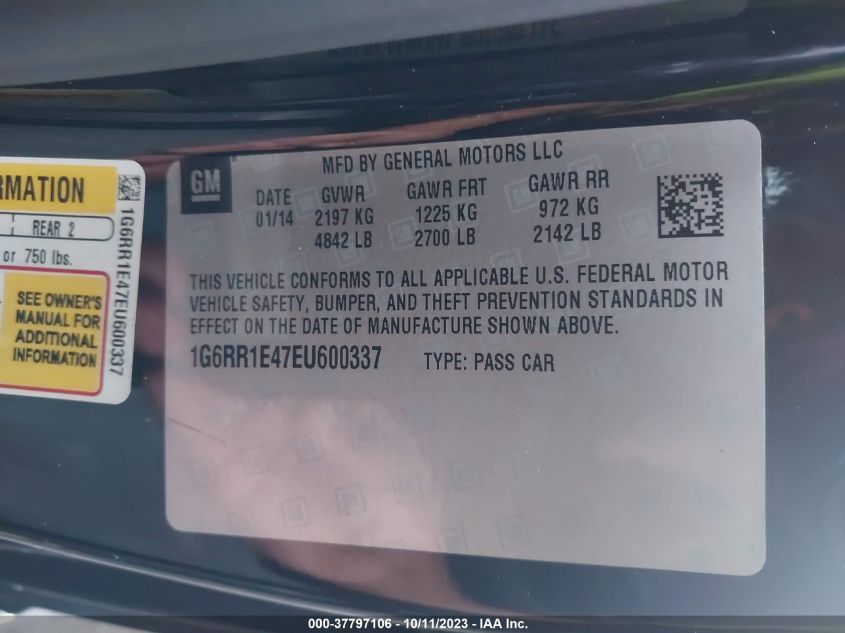 RMATION
REAR 2
or 750 lbs.
SEE OWNER'S
MANUAL FOR
ADDITIONAL
INFORMATION
1G6RR1E47EU600337
GM
MFD BY GENERAL MOTORS LLC
DATE GVWR GAWR FRT GAWR RR
01/14 2197 KG 1225 KG 972 KG
4842 LB 2700 LB 2142 LB
THIS VEHICLE CONFORMS TO ALL APPLICABLE U.S. FEDERAL MOTOR
VEHICLE SAFETY, BUMPER, AND THEFT PREVENTION STANDARDS IN
EFFECT ON THE DATE OF MANUFACTURE SHOWN ABOVE.
1G6RR1E47EU600337 TYPE: PASS CAR
000-37797106 - 10/11/2023 - IAA Inc.